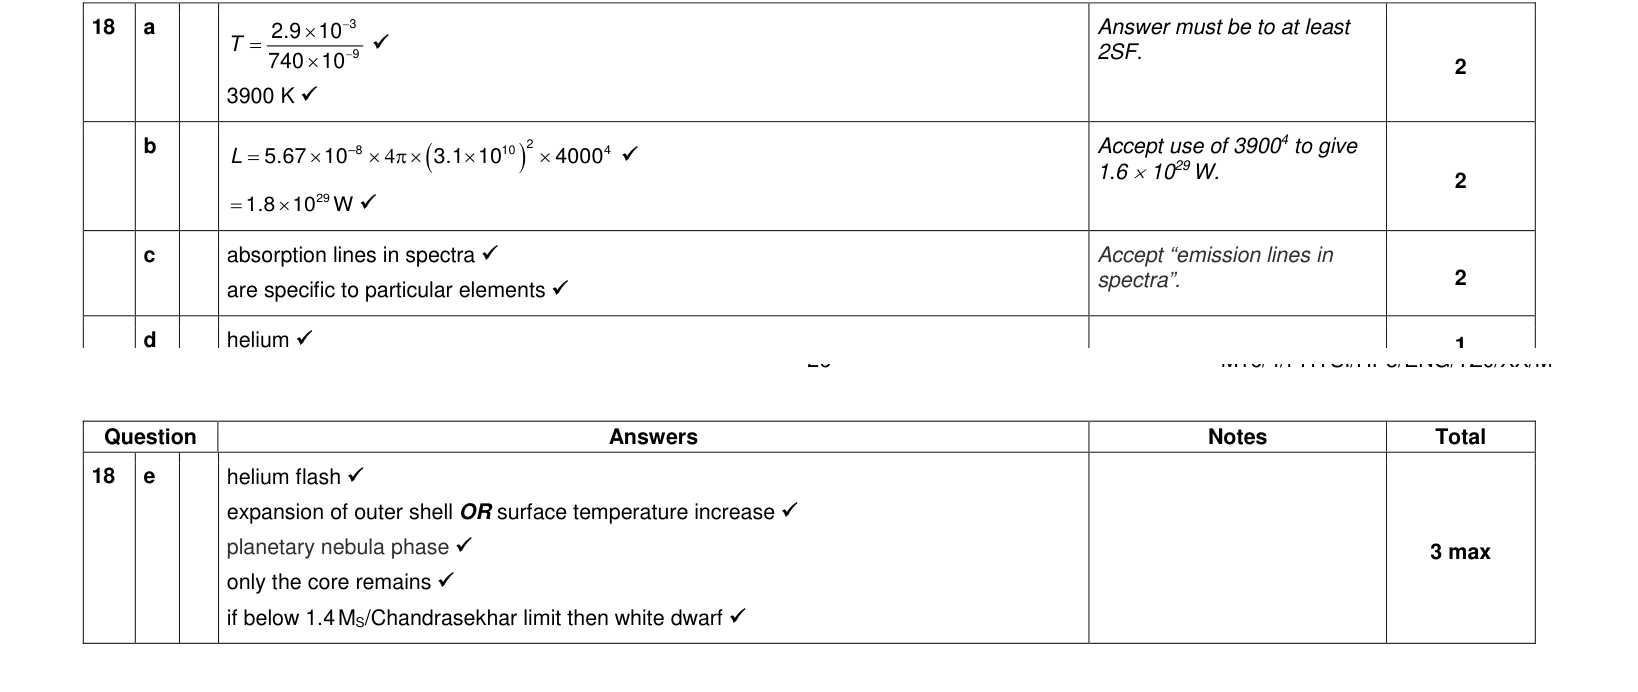 18 a T = 2.9×10⁻³ / 740×10⁻⁹ ✓ Answer must be to at least 2SF. 2
3900 K ✓
b L = 5.67×10⁻⁸ × 4π × (3.1×10¹⁰)² × 4000⁴ ✓ Accept use of 3900⁴ to give 1.6 × 10²⁹ W. 2
= 1.8×10²⁹ W ✓
c absorption lines in spectra ✓ Accept “emission lines in spectra”. 2
are specific to particular elements ✓
d helium ✓ 1
Question Answers Notes Total
18 e helium flash ✓
expansion of outer shell OR surface temperature increase ✓
planetary nebula phase ✓ 3 max
only the core remains ✓
if below 1.4 Mₛ/Chandrasekhar limit then white dwarf ✓